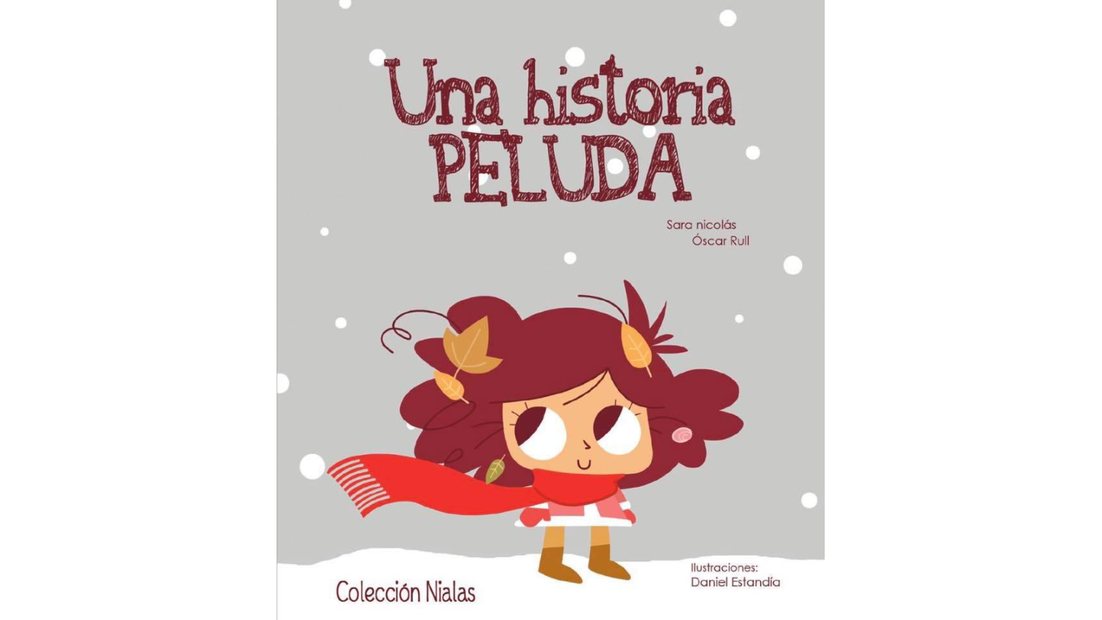 Una historia
PELUDA
Sara nicolás
Óscar Rull
Ilustraciones:
Daniel Estandía
Colección Nialas